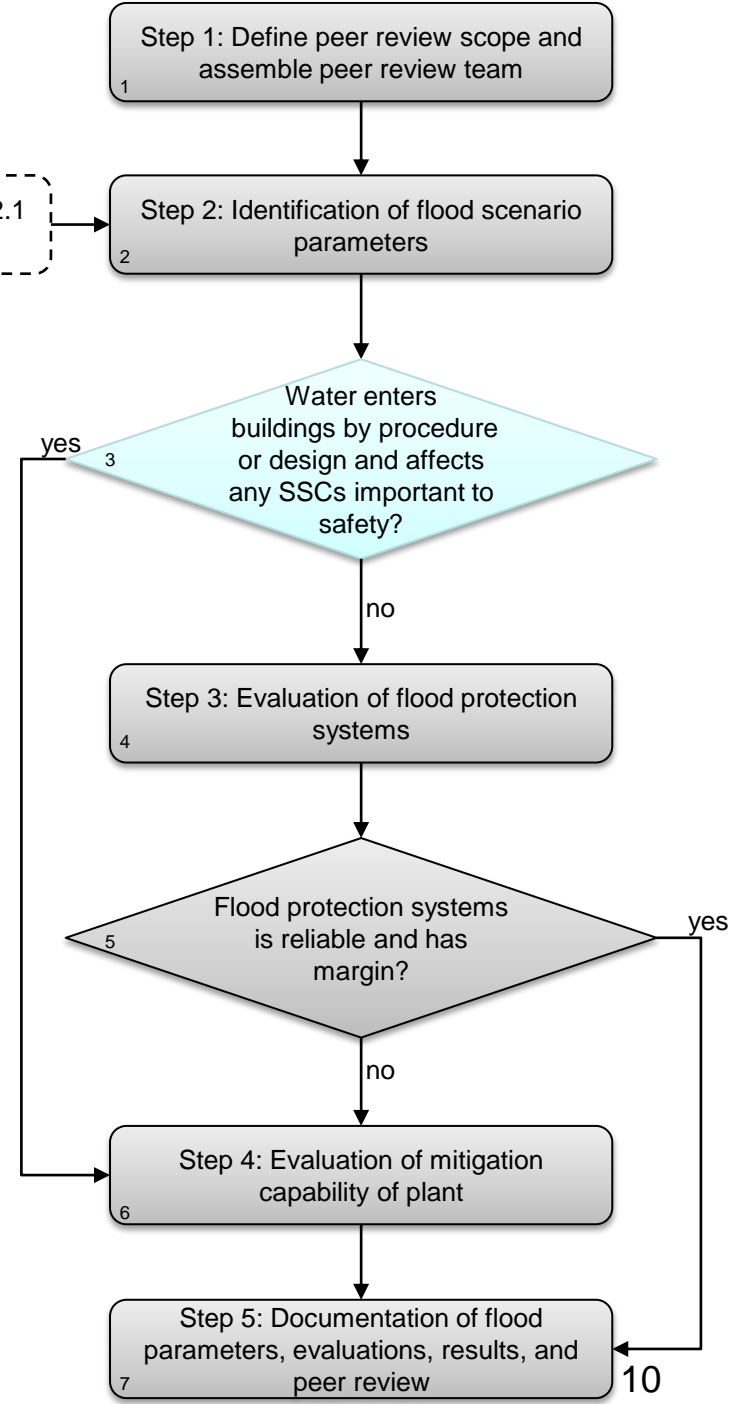 Step 1: Define peer review scope and
assemble peer review team
1
2.1
Step 2: Identification of flood scenario
parameters
2
Water enters
buildings by procedure
or design and affects
any SSCs important to
safety?
3
yes
no
Step 3: Evaluation of flood protection
systems
4
Flood protection systems
is reliable and has
margin?
5
yes
no
Step 4: Evaluation of mitigation
capability of plant
6
Step 5: Documentation of flood
parameters, evaluations, results, and
peer review
7
10